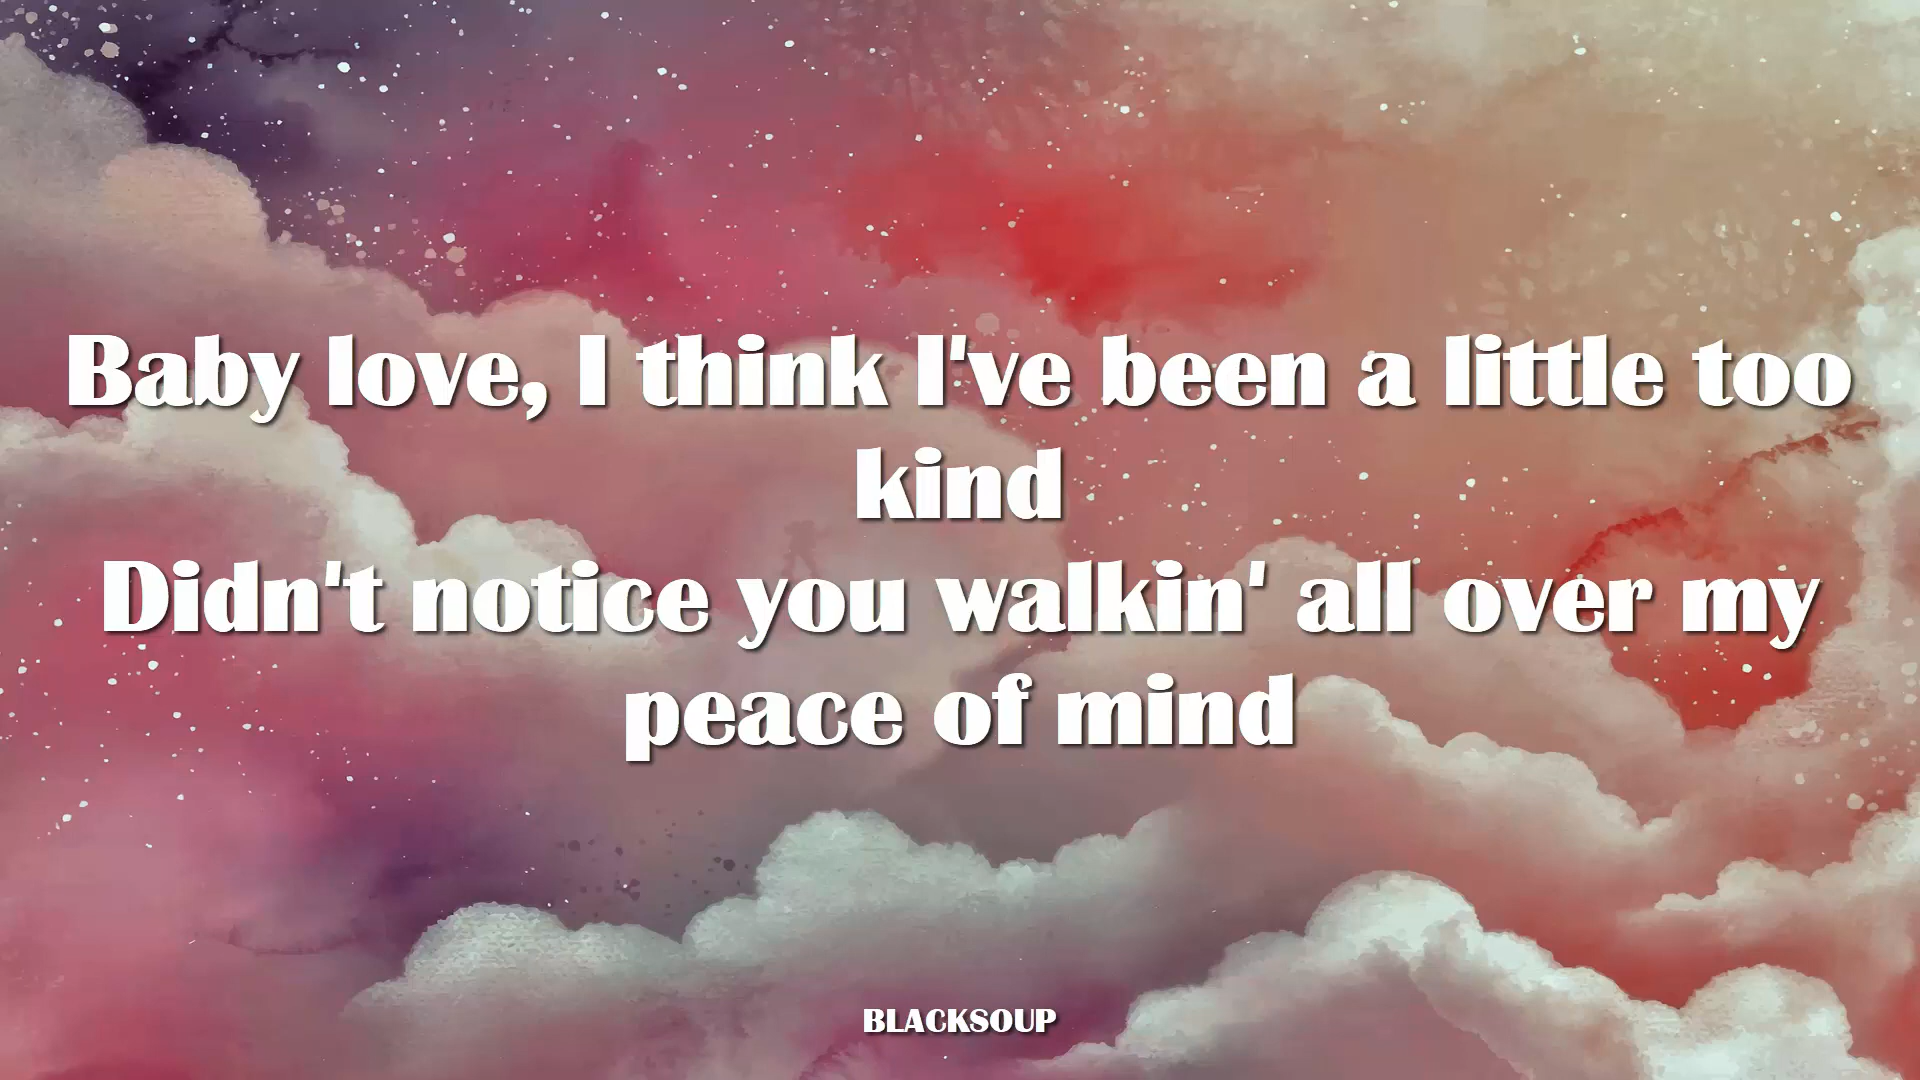 Baby love, I think I've been a little too
kind
Didn't notice you walkin' all over my
peace of mind
BLACKSOUP